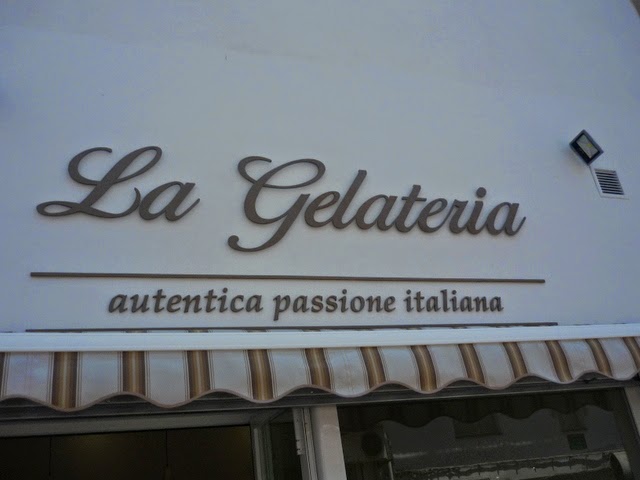 La Gelateria
autentica passione italiana